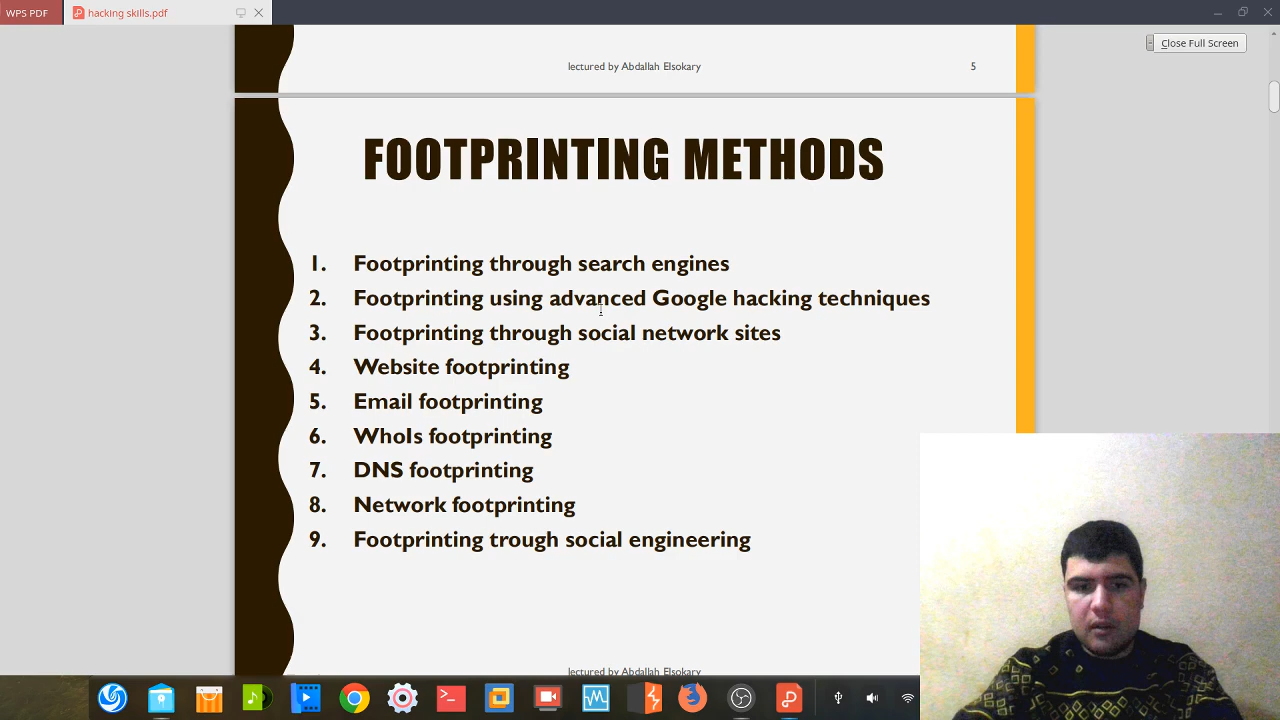 WPS PDF
hacking skills.pdf
Close Full Screen
lectured by Abdallah Elsokary
5
FOOTPRINTING METHODS
1. Footprinting through search engines
2. Footprinting using advanced Google hacking techniques
3. Footprinting through social network sites
4. Website footprinting
5. Email footprinting
6. WhoIs footprinting
7. DNS footprinting
8. Network footprinting
9. Footprinting trough social engineering
lectured by Abdallah Elsokary